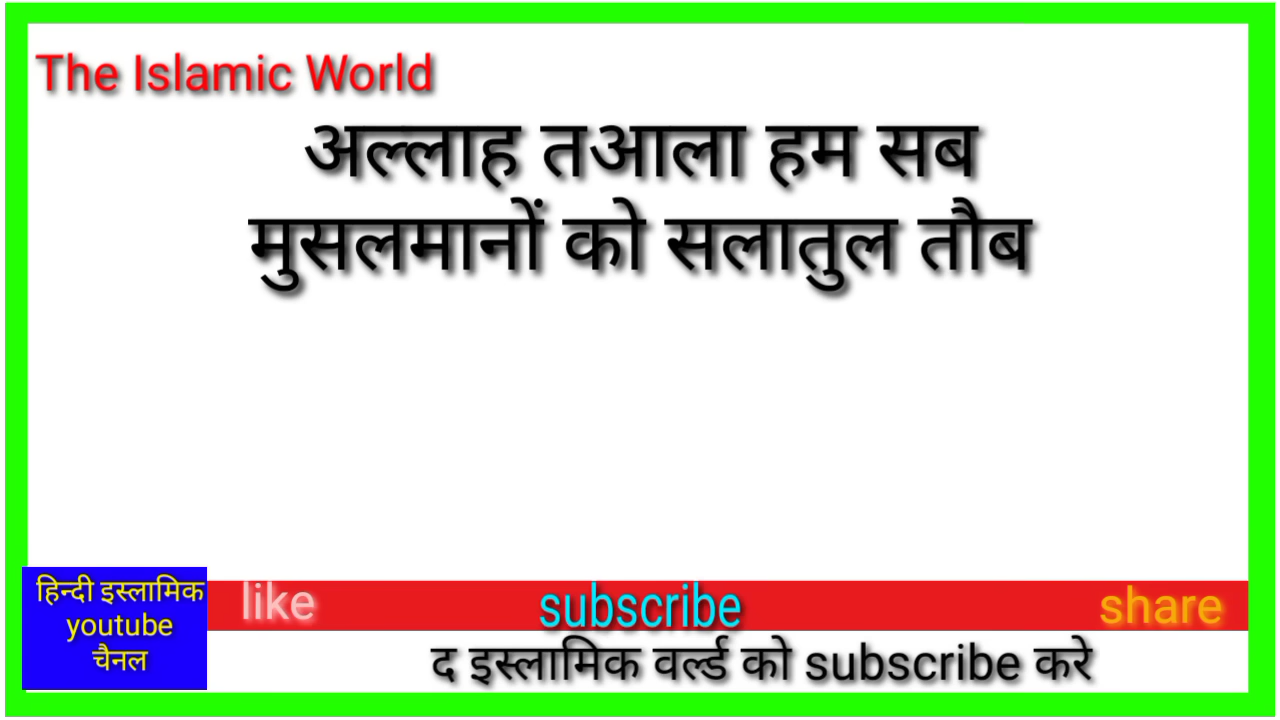 The Islamic World
अल्लाह तआला हम सब
मुसलमानों को सलातुल तौब
हिन्दी इस्लामिक
youtube
चैनल
like
subscribe
share
द इस्लामिक वर्ल्ड को subscribe करे